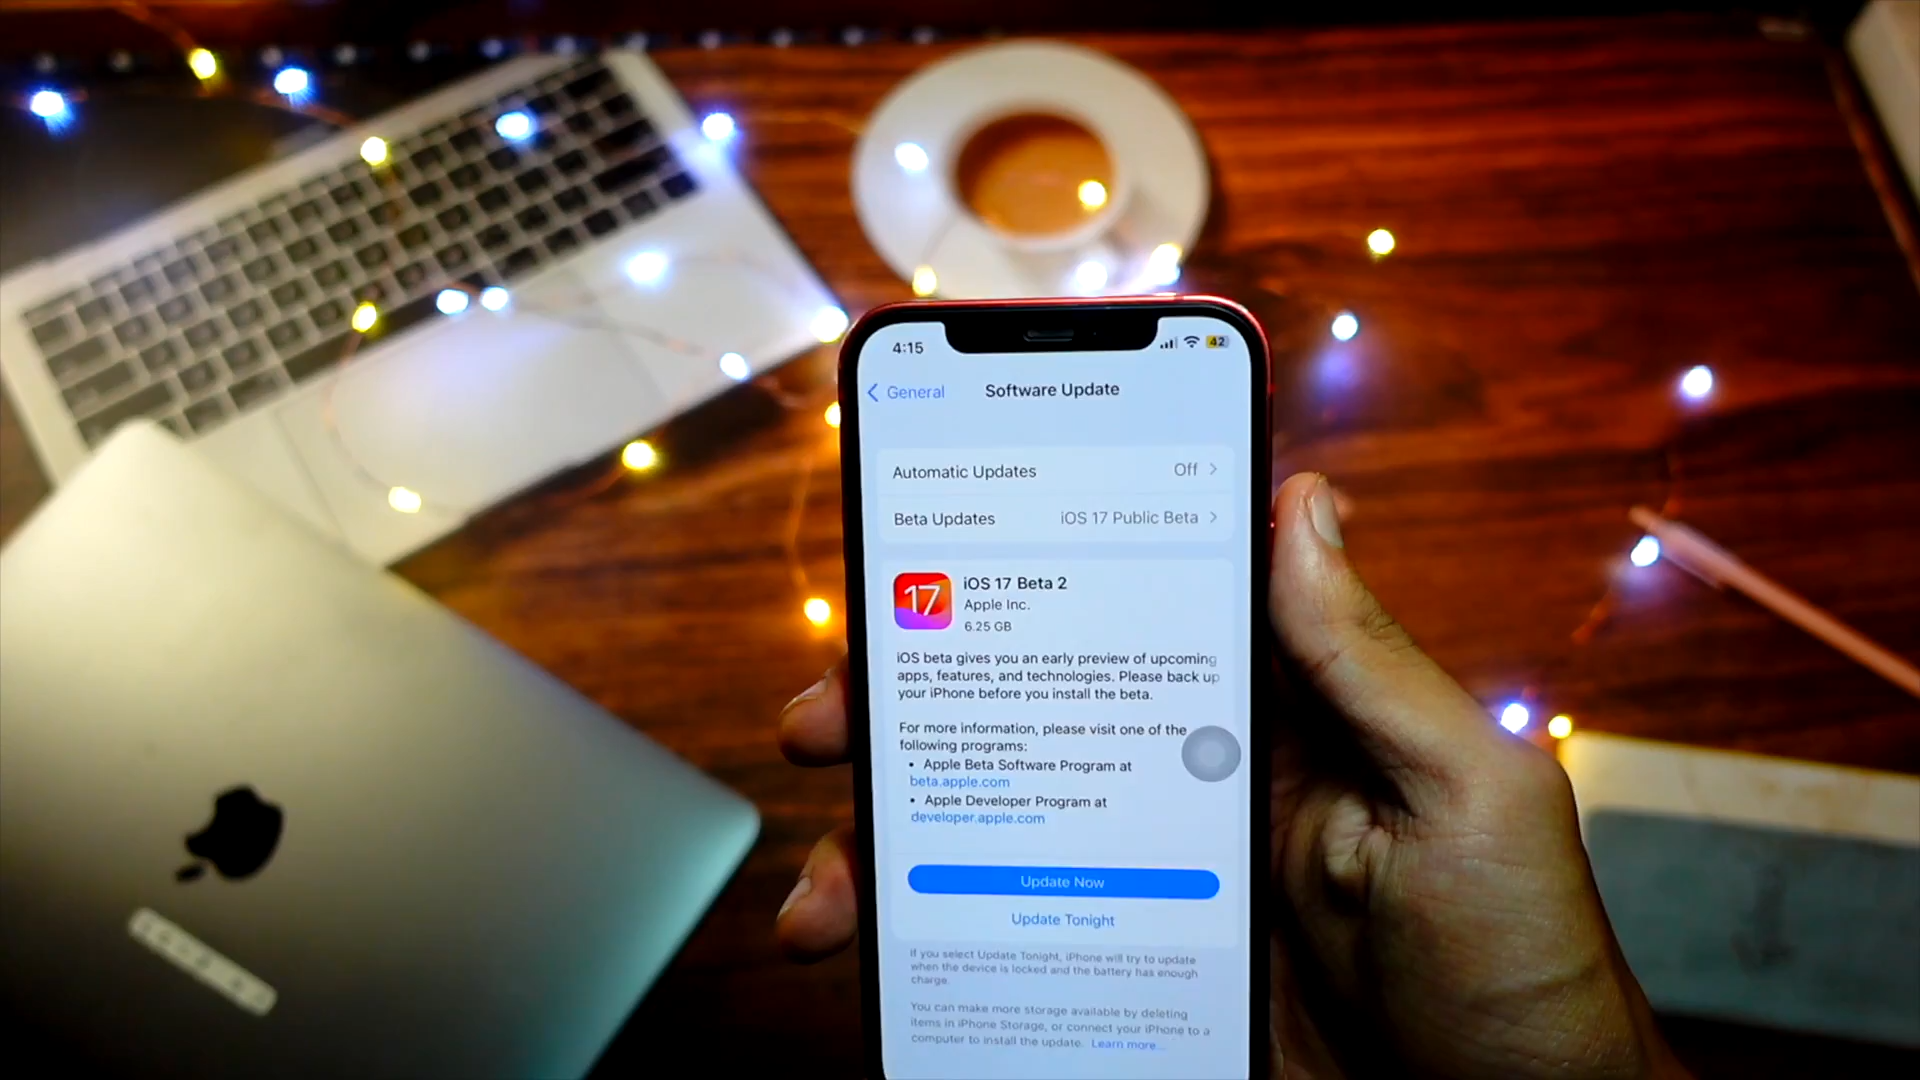 4:15
42
General
Software Update
Automatic Updates Off
Beta Updates iOS 17 Public Beta
17
iOS 17 Beta 2
Apple Inc.
6.25 GB
iOS beta gives you an early preview of upcoming
apps, features, and technologies. Please back up
your iPhone before you install the beta.
For more information, please visit one of the
following programs:
• Apple Beta Software Program at
beta.apple.com
• Apple Developer Program at
developer.apple.com
Update Now
Update Tonight
If you select Update Tonight, iPhone will try to update
when the device is locked and the battery has enough
charge.
You can make more storage available by deleting
items in iPhone Storage, or connect your iPhone to a
computer to install the update. Learn more...